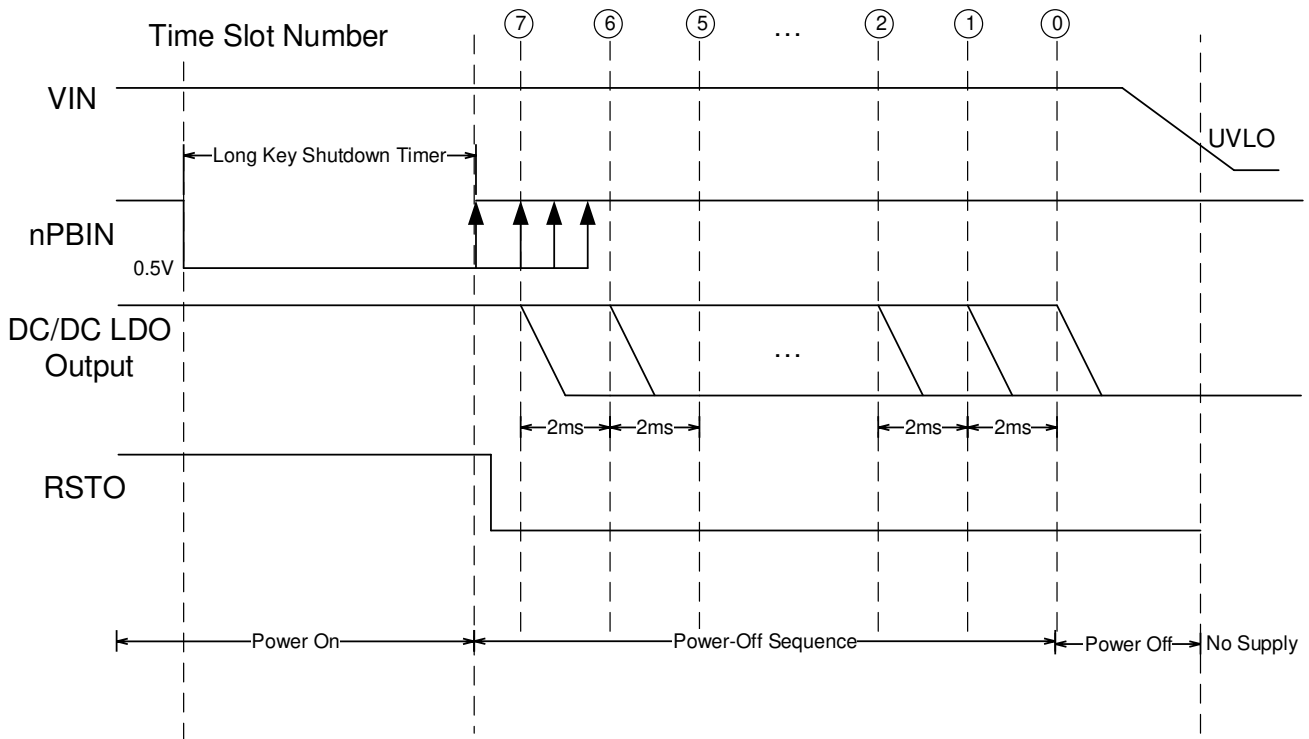 Time Slot Number
7 6 5 ... 2 1 0
VIN
UVLO
Long Key Shutdown Timer
nPBIN
0.5V
DC/DC LDO
Output
...
2ms 2ms 2ms 2ms
RSTO
Power On Power-Off Sequence Power Off No Supply